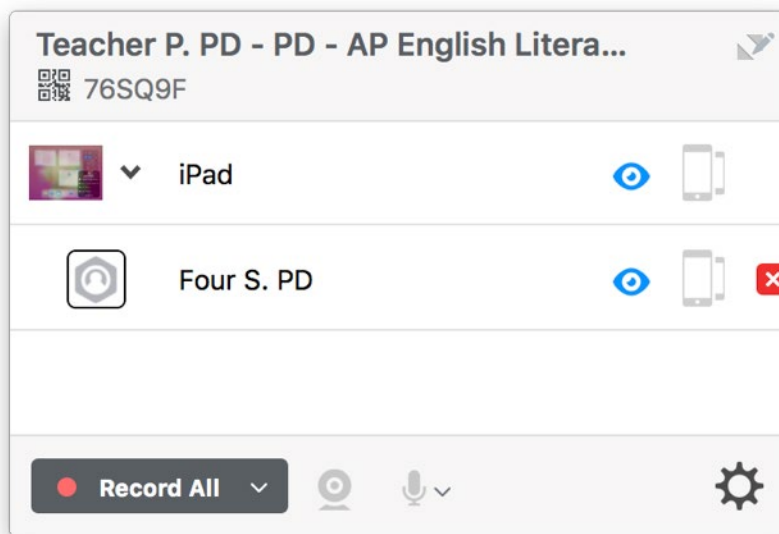 Teacher P. PD - PD - AP English Litera...
76SQ9F
iPad
Four S. PD
Record All